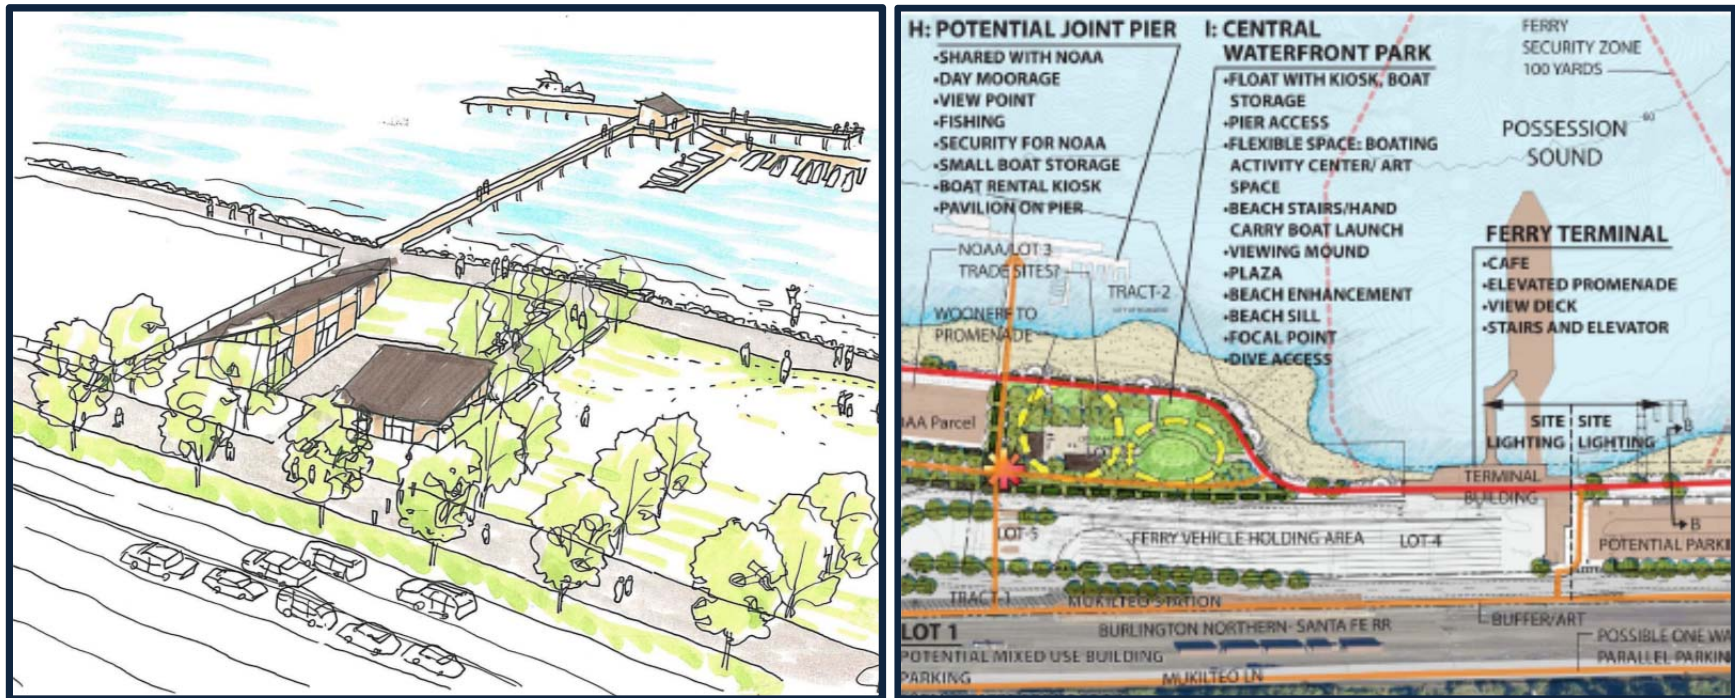 H: POTENTIAL JOINT PIER
•SHARED WITH NOAA
•DAY MOORAGE
•VIEW POINT
•FISHING
•SECURITY FOR NOAA
•SMALL BOAT STORAGE
•BOAT RENTAL KIOSK
•PAVILION ON PIER
I: CENTRAL
WATERFRONT PARK
•FLOAT WITH KIOSK, BOAT
STORAGE
•PIER ACCESS
•FLEXIBLE SPACE: BOATING
ACTIVITY CENTER/ ART
SPACE
•BEACH STAIRS/HAND
CARRY BOAT LAUNCH
•VIEWING MOUND
•PLAZA
•BEACH ENHANCEMENT
•BEACH SILL
•FOCAL POINT
•DIVE ACCESS
FERRY
SECURITY ZONE
100 YARDS
POSSESSION
SOUND
60
FERRY TERMINAL
•CAFE
•ELEVATED PROMENADE
•VIEW DECK
•STAIRS AND ELEVATOR
NOAA/LOT 3
TRADE SITES?
TRACT-2
WOONERF TO
PROMENADE
AA Parcel
SITE
LIGHTING
SITE
LIGHTING
B
TERMINAL
BUILDING
B
LOT-5
FERRY VEHICLE HOLDING AREA
LOT-4
POTENTIAL PARKI
TRACT-1
MUKILTEO STATION
BUFFER/ART
LOT 1
BURLINGTON NORTHERN- SANTA FE RR
POSSIBLE ONE WA
PARALLEL PARKIN
POTENTIAL MIXED USE BUILDING
PARKING
MUKILTEO LN